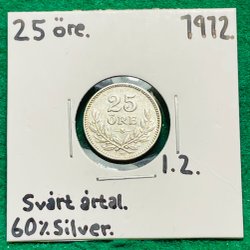 25 öre. 1912.
25
ÖRE
1.2.
Svårt årtal.
60% Silver.